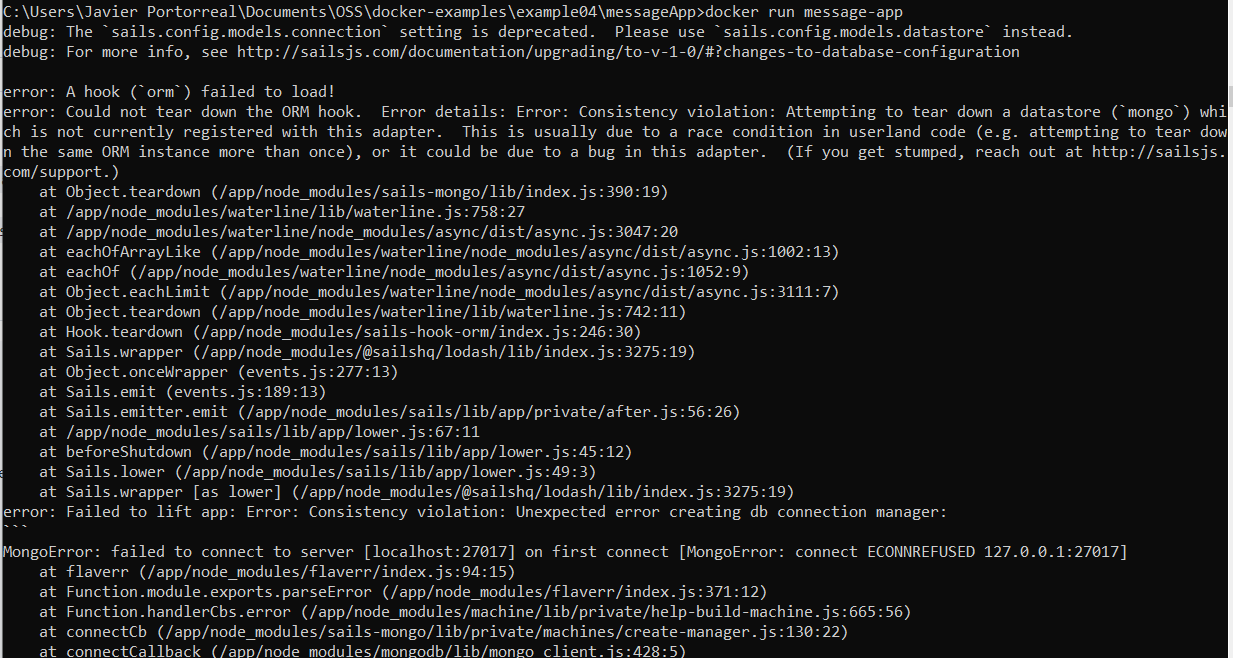 C:\Users\Javier Portorreal\Documents\OSS\docker-examples\example04\messageApp>docker run message-app
debug: The `sails.config.models.connection` setting is deprecated.  Please use `sails.config.models.datastore` instead.
debug: For more info, see http://sailsjs.com/documentation/upgrading/to-v-1-0/#?changes-to-database-configuration

error: A hook (`orm`) failed to load!
error: Could not tear down the ORM hook.  Error details: Error: Consistency violation: Attempting to tear down a datastore (`mongo`) whi
ch is not currently registered with this adapter.  This is usually due to a race condition in userland code (e.g. attempting to tear dow
n the same ORM instance more than once), or it could be due to a bug in this adapter.  (If you get stumped, reach out at http://sailsjs.
com/support.)
    at Object.teardown (/app/node_modules/sails-mongo/lib/index.js:390:19)
    at /app/node_modules/waterline/lib/waterline.js:758:27
    at /app/node_modules/waterline/node_modules/async/dist/async.js:3047:20
    at eachOfArrayLike (/app/node_modules/waterline/node_modules/async/dist/async.js:1002:13)
    at eachOf (/app/node_modules/waterline/node_modules/async/dist/async.js:1052:9)
    at Object.eachLimit (/app/node_modules/waterline/node_modules/async/dist/async.js:3111:7)
    at Object.teardown (/app/node_modules/waterline/lib/waterline.js:742:11)
    at Hook.teardown (/app/node_modules/sails-hook-orm/index.js:246:30)
    at Sails.wrapper (/app/node_modules/@sailshq/lodash/lib/index.js:3275:19)
    at Object.onceWrapper (events.js:277:13)
    at Sails.emit (events.js:189:13)
    at Sails.emitter.emit (/app/node_modules/sails/lib/app/private/after.js:56:26)
    at /app/node_modules/sails/lib/app/lower.js:67:11
    at beforeShutdown (/app/node_modules/sails/lib/app/lower.js:45:12)
    at Sails.lower (/app/node_modules/sails/lib/app/lower.js:49:3)
    at Sails.wrapper [as lower] (/app/node_modules/@sailshq/lodash/lib/index.js:3275:19)
error: Failed to lift app: Error: Consistency violation: Unexpected error creating db connection manager:
```
MongoError: failed to connect to server [localhost:27017] on first connect [MongoError: connect ECONNREFUSED 127.0.0.1:27017]
    at flaverr (/app/node_modules/flaverr/index.js:94:15)
    at Function.module.exports.parseError (/app/node_modules/flaverr/index.js:371:12)
    at Function.handlerCbs.error (/app/node_modules/machine/lib/private/help-build-machine.js:665:56)
    at connectCb (/app/node_modules/sails-mongo/lib/private/machines/create-manager.js:130:22)
    at connectCallback (/app/node_modules/mongodb/lib/mongo_client.js:428:5)